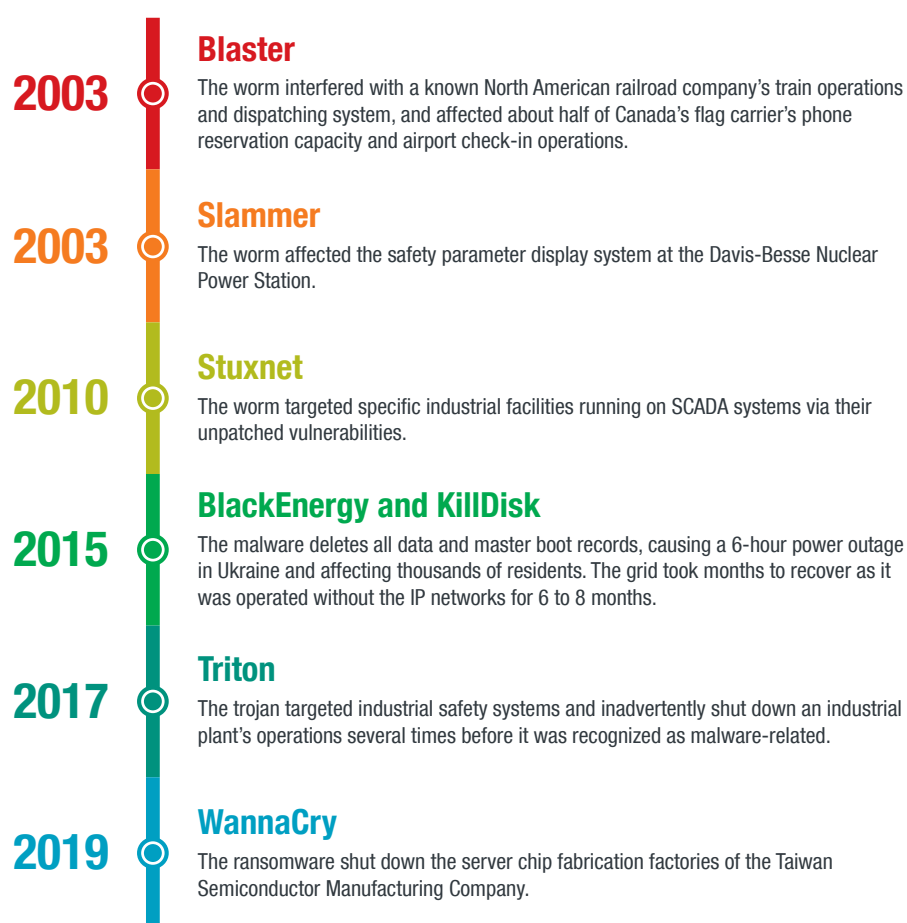 Blaster
2003
The worm interfered with a known North American railroad company’s train operations
and dispatching system, and affected about half of Canada’s flag carrier’s phone
reservation capacity and airport check-in operations.
Slammer
2003
The worm affected the safety parameter display system at the Davis-Besse Nuclear
Power Station.
Stuxnet
2010
The worm targeted specific industrial facilities running on SCADA systems via their
unpatched vulnerabilities.
BlackEnergy and KillDisk
2015
The malware deletes all data and master boot records, causing a 6-hour power outage
in Ukraine and affecting thousands of residents. The grid took months to recover as it
was operated without the IP networks for 6 to 8 months.
Triton
2017
The trojan targeted industrial safety systems and inadvertently shut down an industrial
plant’s operations several times before it was recognized as malware-related.
WannaCry
2019
The ransomware shut down the server chip fabrication factories of the Taiwan
Semiconductor Manufacturing Company.